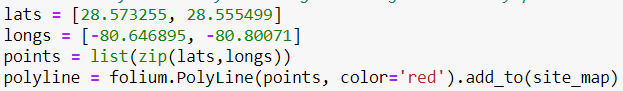 lats = [28.573255, 28.555499]
longs = [-80.646895, -80.80071]
points = list(zip(lats,longs))
polyline = folium.PolyLine(points, color='red').add_to(site_map)